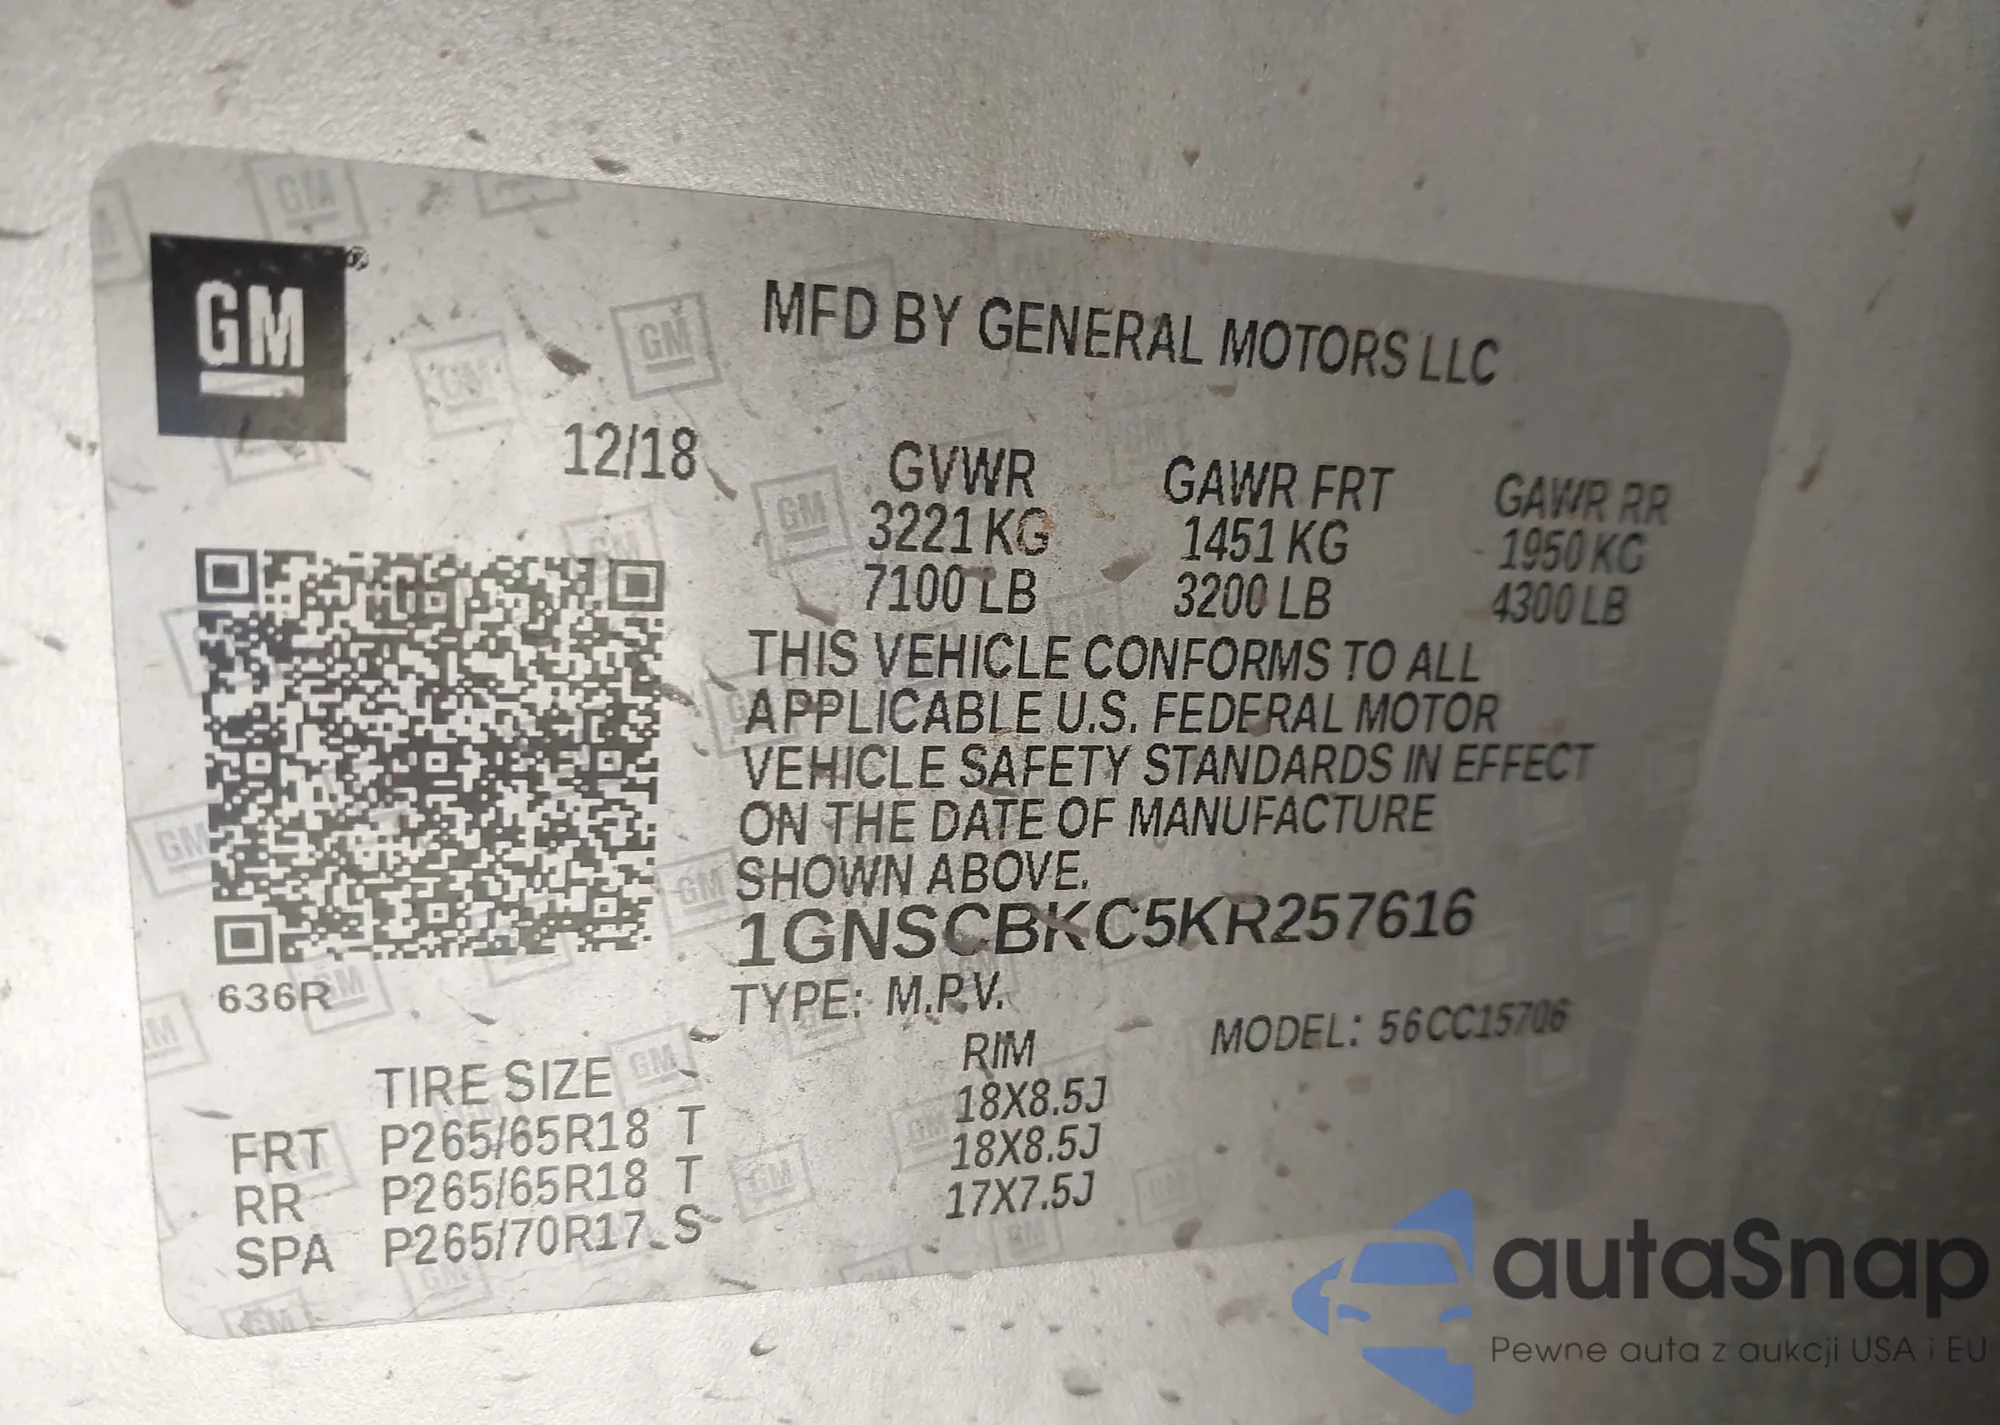 GM ®
MFD BY GENERAL MOTORS LLC
12/18
GVWR GAWR FRT GAWR RR
3221 KG 1451 KG 1950 KG
7100 LB 3200 LB 4300 LB
THIS VEHICLE CONFORMS TO ALL
APPLICABLE U.S. FEDERAL MOTOR
VEHICLE SAFETY STANDARDS IN EFFECT
ON THE DATE OF MANUFACTURE
SHOWN ABOVE.
1GNSCBKC5KR257616
636R
TYPE: M.P.V.
MODEL: 56CC15706
TIRE SIZE RIM
FRT P265/65R18 T 18X8.5J
RR P265/65R18 T 18X8.5J
SPA P265/70R17 S 17X7.5J
autaSnap
Pewne auta z aukcji USA i EU